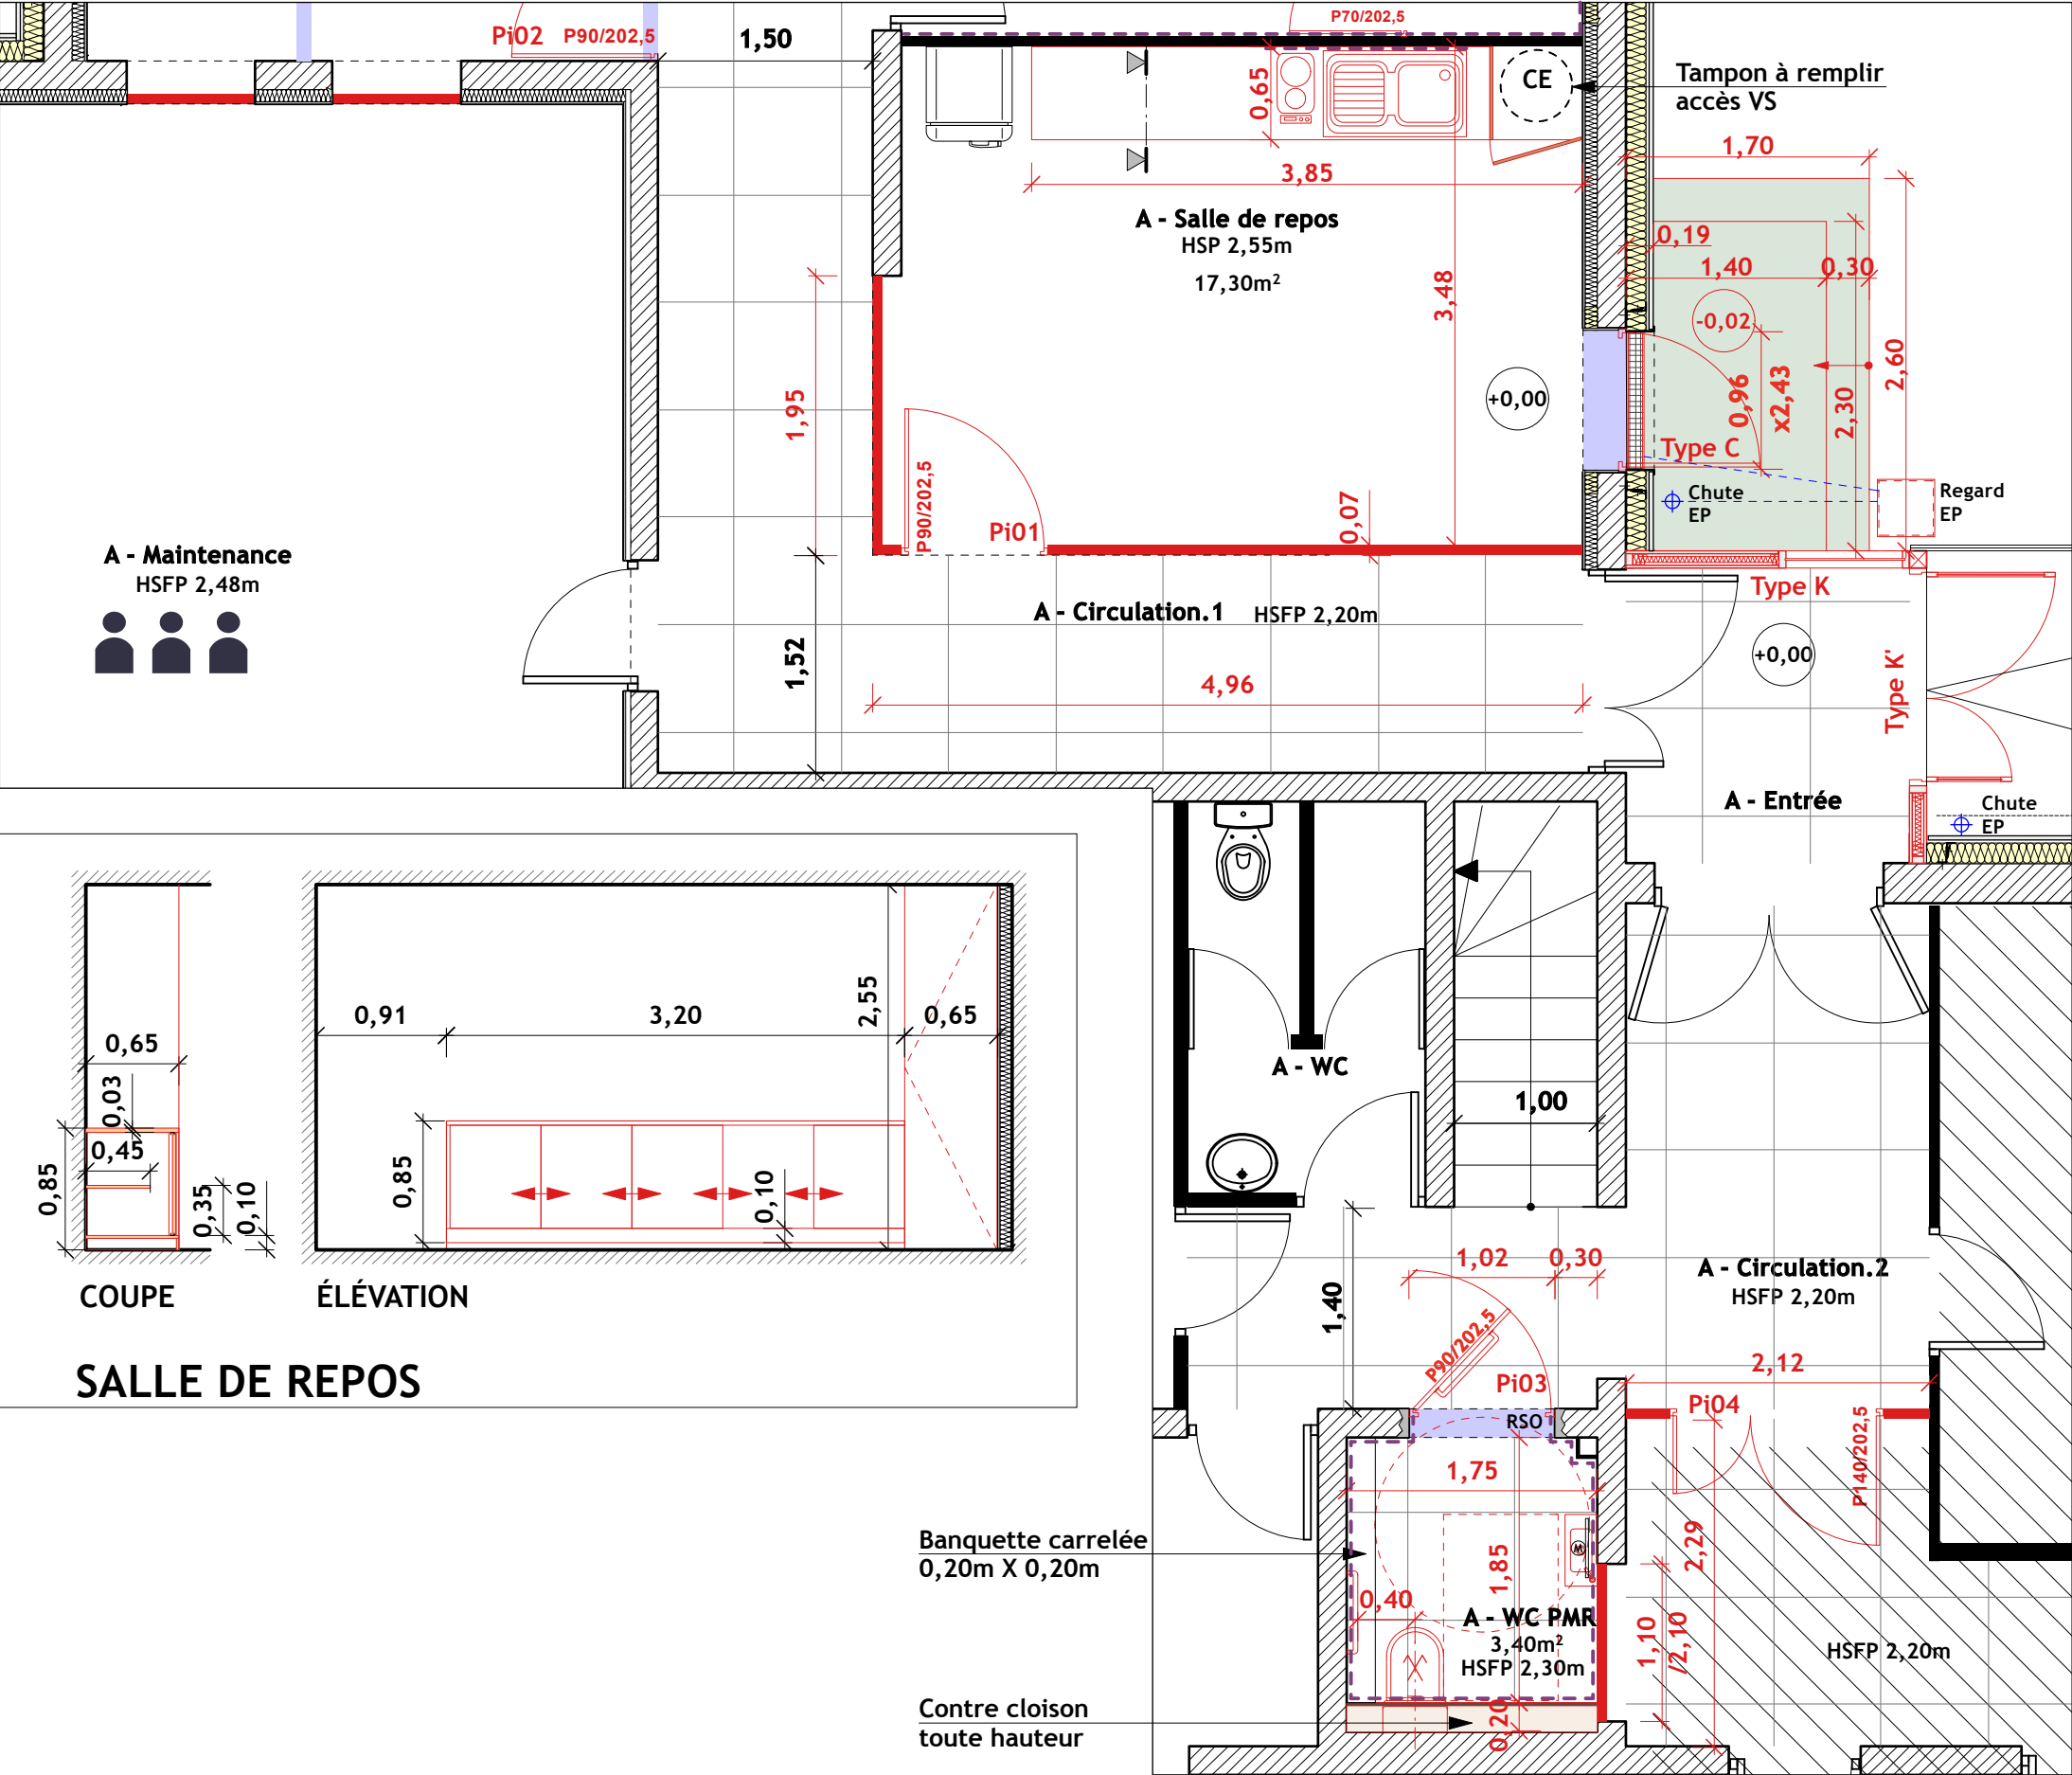 Pi02
P90/202,5
1,50
P70/202,5
0,65
CE
Tampon à remplir
accès VS
3,85
1,70
A - Salle de repos
HSP 2,55m
17,30m²
0,19
1,40
0,30
-0,02
3,48
2,60
0,96
x2,43
2,30
1,95
+0,00
Type C
P90/202,5
Pi01
0,07
Chute
EP
Regard
EP
A - Maintenance
HSFP 2,48m
A - Circulation.1
HSFP 2,20m
Type K
1,52
+0,00
Type K'
4,96
A - Entrée
Chute
EP
0,91
3,20
2,55
0,65
0,65
0,03
0,45
0,85
0,35
0,10
0,85
0,10
COUPE
ÉLÉVATION
SALLE DE REPOS
A - WC
1,00
1,02
0,30
1,40
A - Circulation.2
HSFP 2,20m
P90/202,5
Pi03
2,12
RSO
Pi04
P140/202,5
1,75
Banquette carrelée
0,20m X 0,20m
1,85
2,29
0,40
A - WC PMR
3,40m²
HSFP 2,30m
1,10
/2,10
HSFP 2,20m
Contre cloison
toute hauteur
0,20